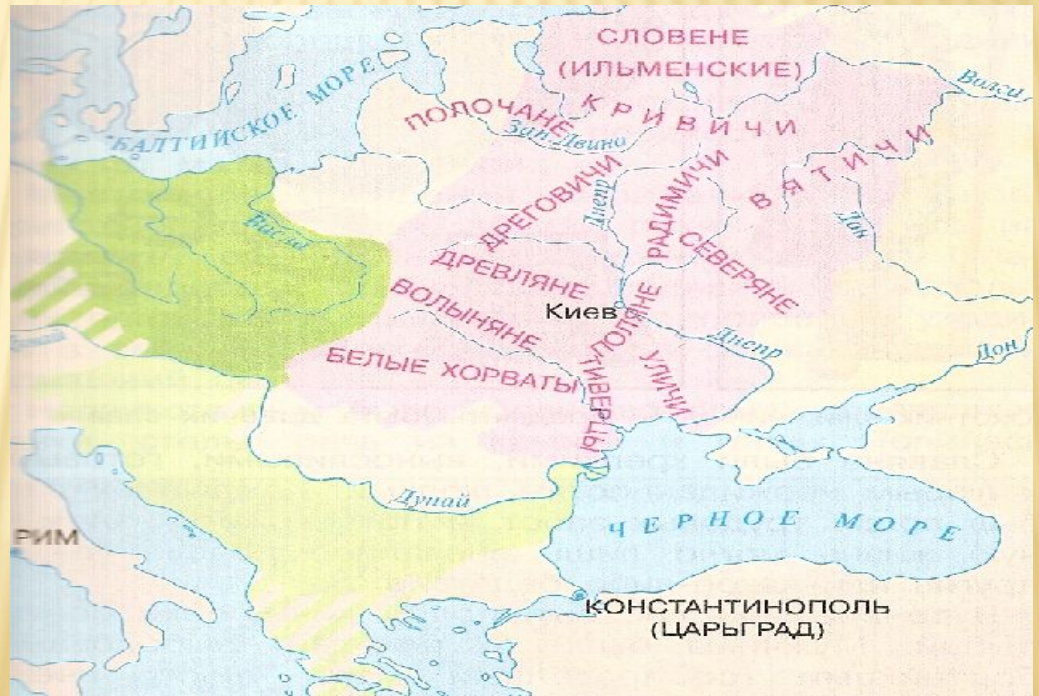 СЛОВЕНЕ
(ИЛЬМЕНСКИЕ)
Волга
БАЛТИЙСКОЕ МОРЕ
ПОЛОЧАНЕ
КРИВИЧИ
Зап Двина
ВЯТИЧИ
ДРЕГОВИЧИ
Днепр
РАДИМИЧИ
Дон
Висла
ДРЕВЛЯНЕ
СЕВЕРЯНЕ
ВОЛЫНЯНЕ
Киев
ПОЛЯНЕ
Днепр
Дон
БЕЛЫЕ ХОРВАТЫ
ТИВЕРЦЫ
УЛИЧИ
Дунай
ЧЕРНОЕ МОРЕ
РИМ
КОНСТАНТИНОПОЛЬ
(ЦАРЬГРАД)